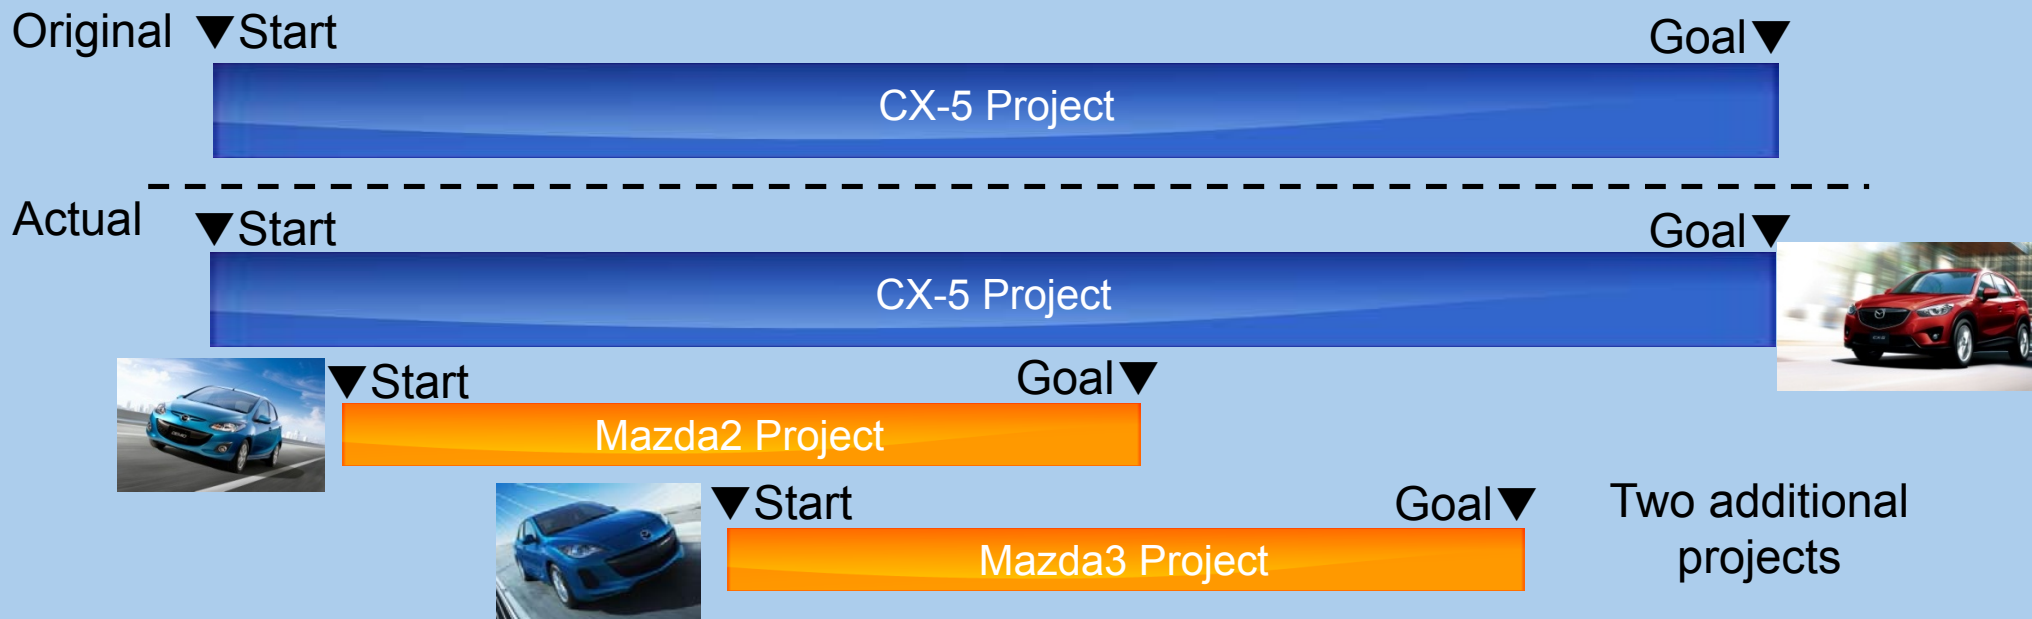 Original ▼Start Goal▼
CX-5 Project
Actual ▼Start Goal▼
CX-5 Project
▼Start Goal▼
Mazda2 Project
▼Start Goal▼
Mazda3 Project
Two additional
projects